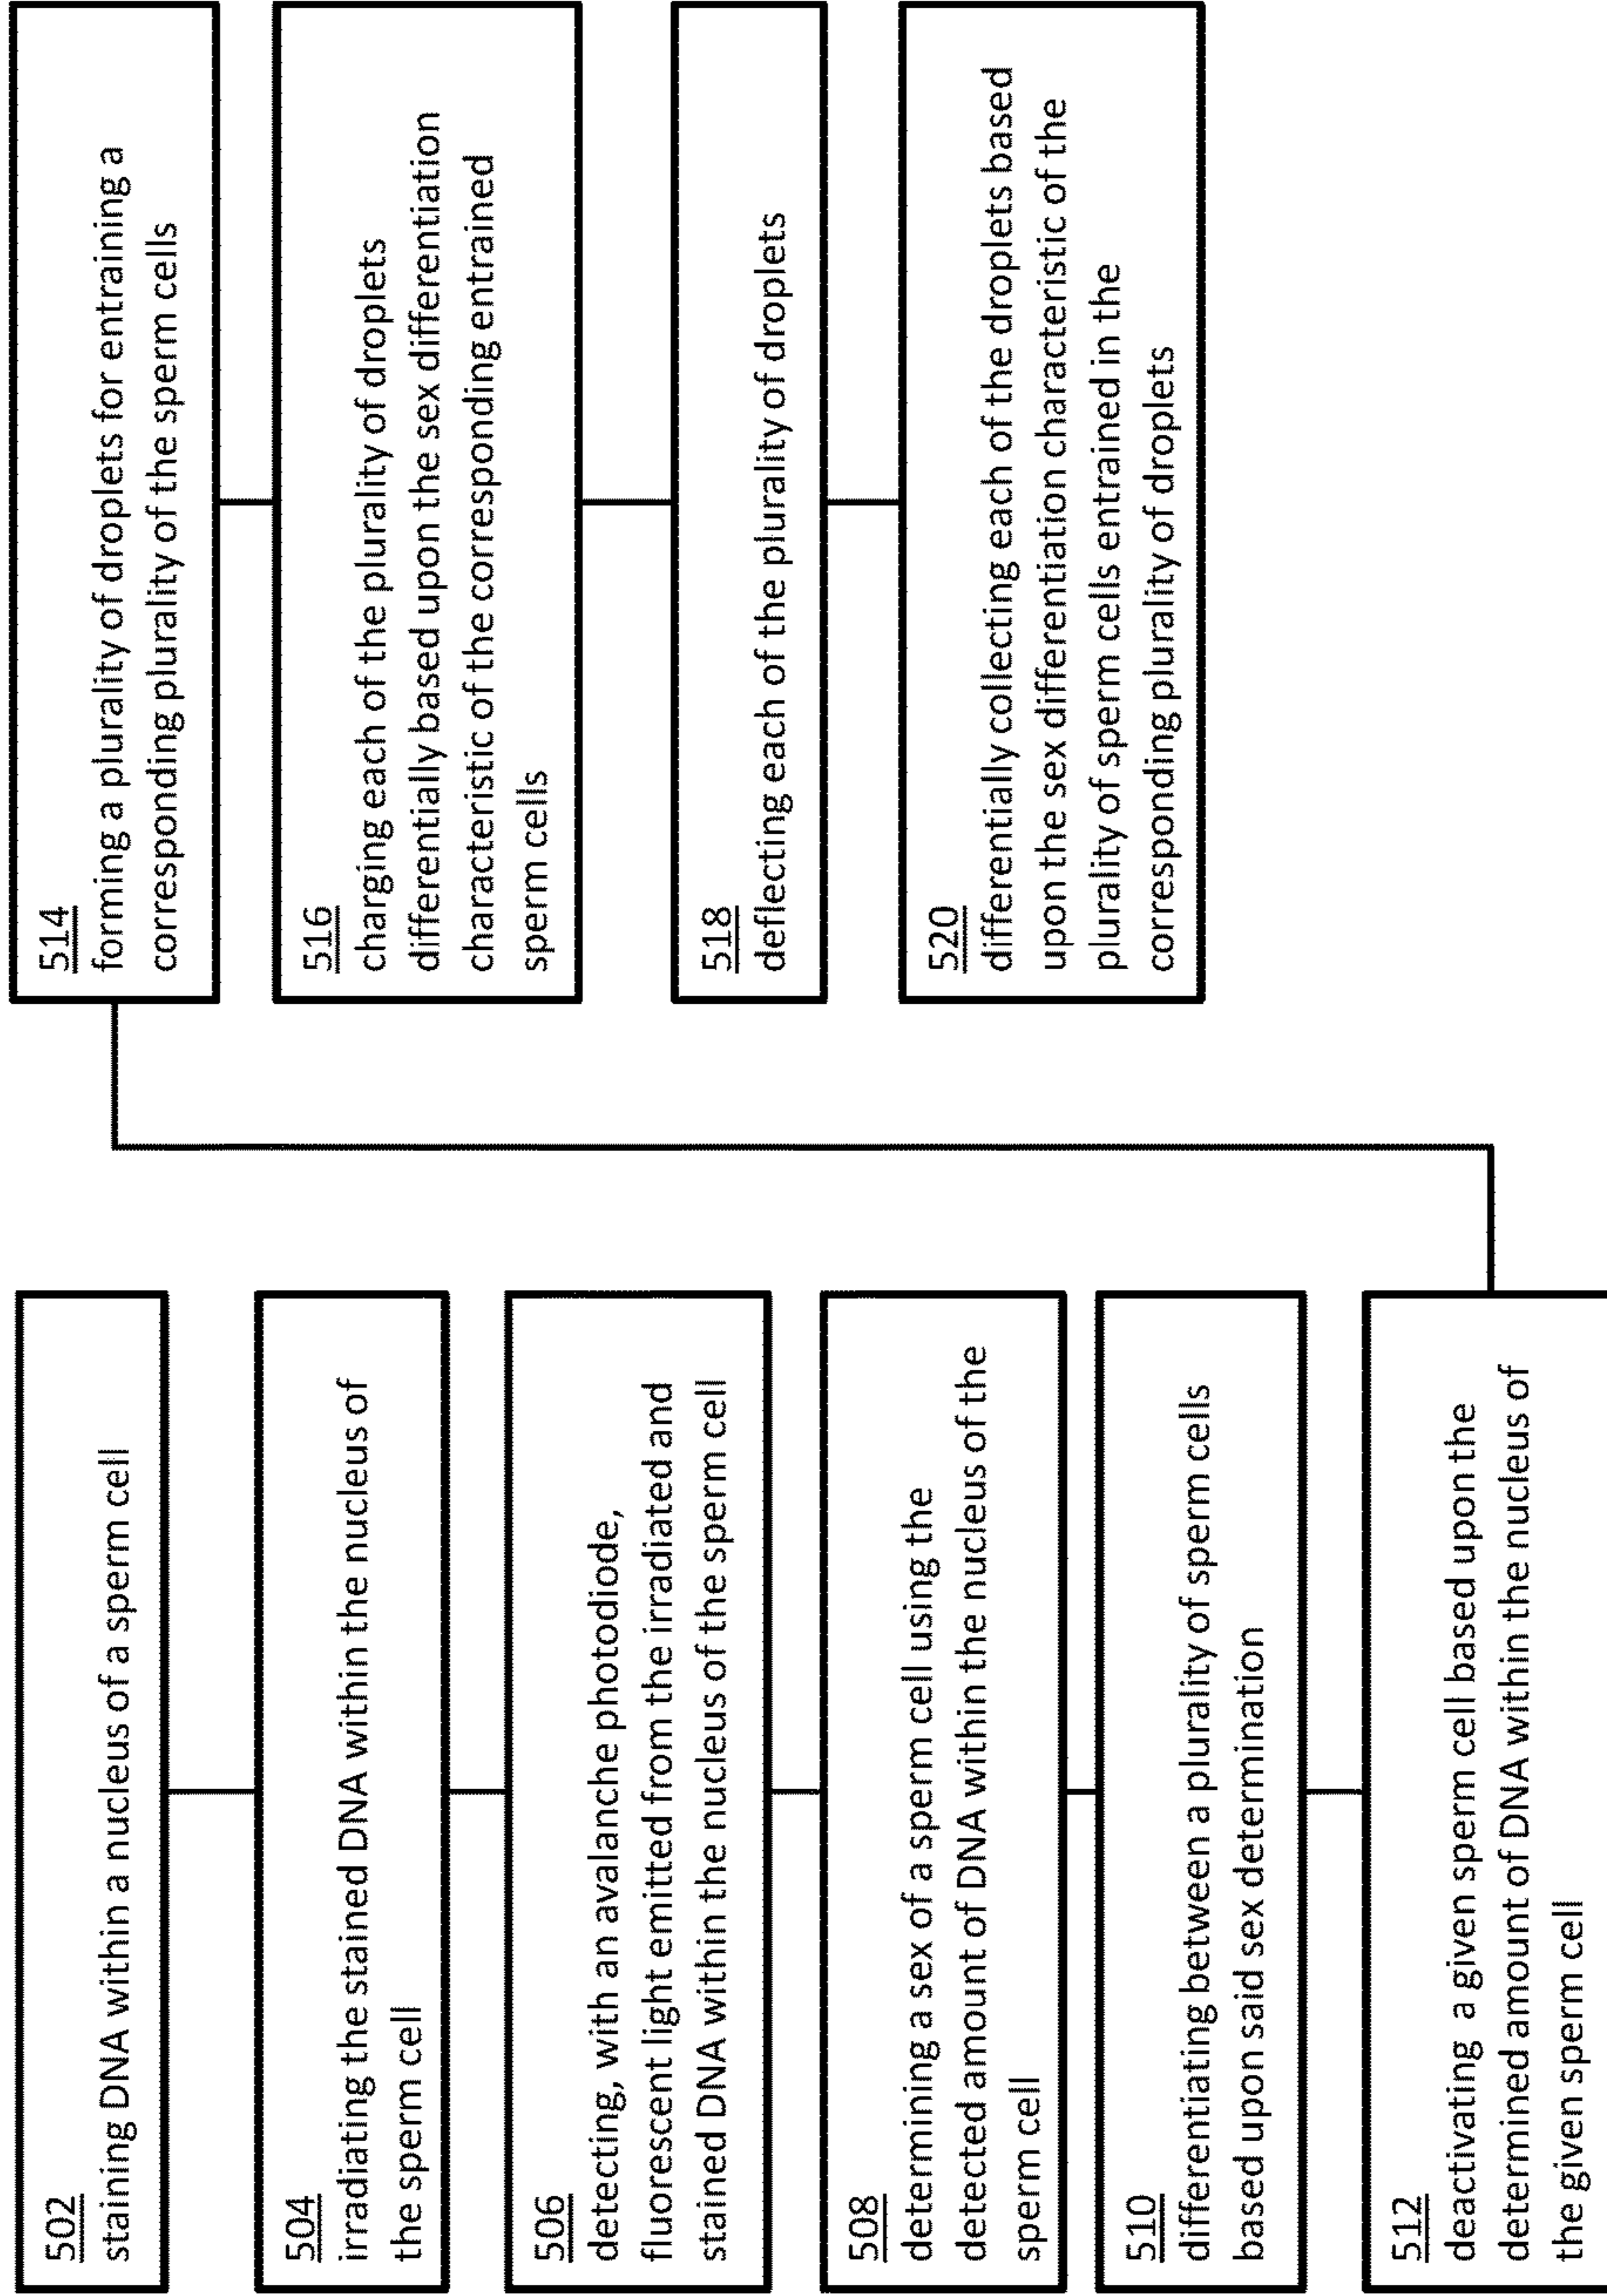 502
staining DNA within a nucleus of a sperm cell
504
irradiating the stained DNA within the nucleus of
the sperm cell
506
detecting, with an avalanche photodiode,
fluorescent light emitted from the irradiated and
stained DNA within the nucleus of the sperm cell
508
determining a sex of a sperm cell using the
detected amount of DNA within the nucleus of the
sperm cell
510
differentiating between a plurality of sperm cells
based upon said sex determination
512
deactivating a given sperm cell based upon the
determined amount of DNA within the nucleus of
the given sperm cell
514
forming a plurality of droplets for entraining a
corresponding plurality of the sperm cells
516
charging each of the plurality of droplets
differentially based upon the sex differentiation
characteristic of the corresponding entrained
sperm cells
518
deflecting each of the plurality of droplets
520
differentially collecting each of the droplets based
upon the sex differentiation characteristic of the
plurality of sperm cells entrained in the
corresponding plurality of droplets